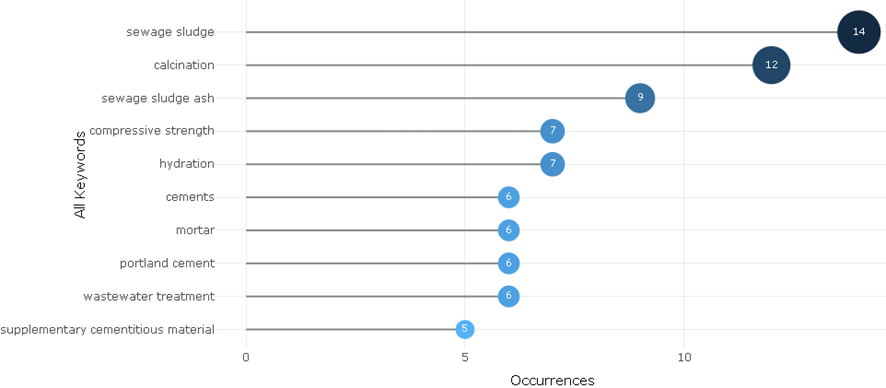 sewage sludge 14
calcination 12
sewage sludge ash 9
compressive strength 7
hydration 7
cements 6
mortar 6
portland cement 6
wastewater treatment 6
supplementary cementitious material 5
All Keywords
0 5 10
Occurrences